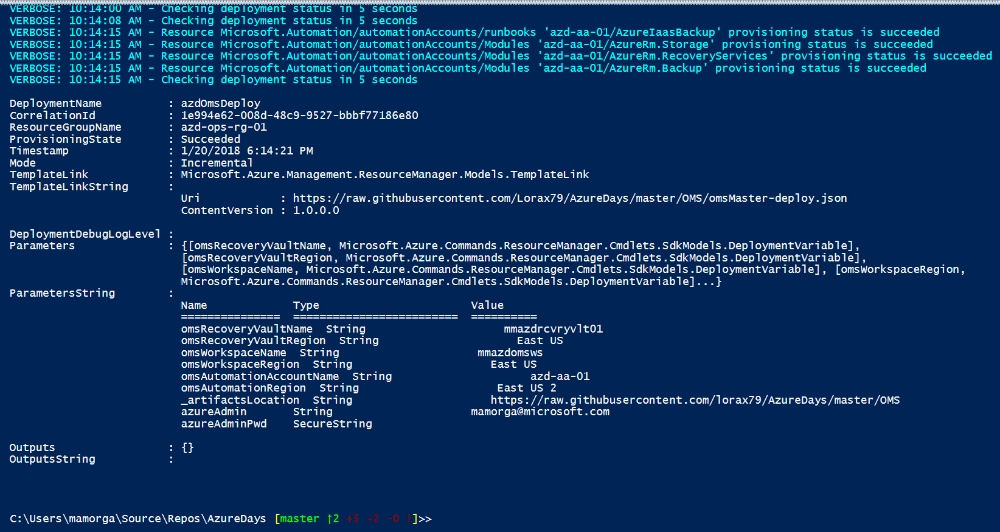 VERBOSE: 10:14:00 AM - Checking deployment status in 5 seconds
VERBOSE: 10:14:08 AM - Checking deployment status in 5 seconds
VERBOSE: 10:14:15 AM - Resource Microsoft.Automation/automationAccounts/runbooks 'azd-aa-01/AzureIaasBackup' provisioning status is succeeded
VERBOSE: 10:14:15 AM - Resource Microsoft.Automation/automationAccounts/Modules 'azd-aa-01/AzureRm.Storage' provisioning status is succeeded
VERBOSE: 10:14:15 AM - Resource Microsoft.Automation/automationAccounts/Modules 'azd-aa-01/AzureRm.RecoveryServices' provisioning status is succeeded
VERBOSE: 10:14:15 AM - Resource Microsoft.Automation/automationAccounts/Modules 'azd-aa-01/AzureRm.Backup' provisioning status is succeeded
VERBOSE: 10:14:15 AM - Checking deployment status in 5 seconds
DeploymentName : azdOmsDeploy
CorrelationId : 1e994e62-008d-48c9-9527-bbbf77186e80
ResourceGroupName : azd-ops-rg-01
ProvisioningState : Succeeded
Timestamp : 1/20/2018 6:14:21 PM
Mode : Incremental
TemplateLink : Microsoft.Azure.Management.ResourceManager.Models.TemplateLink
TemplateLinkString :
Uri : https://raw.githubusercontent.com/Lorax79/AzureDays/master/OMS/omsMaster-deploy.json
ContentVersion : 1.0.0.0
DeploymentDebugLogLevel :
Parameters : {[omsRecoveryVaultName, Microsoft.Azure.Commands.ResourceManager.Cmdlets.SdkModels.DeploymentVariable],
[omsRecoveryVaultRegion, Microsoft.Azure.Commands.ResourceManager.Cmdlets.SdkModels.DeploymentVariable],
[omsWorkspaceName, Microsoft.Azure.Commands.ResourceManager.Cmdlets.SdkModels.DeploymentVariable], [omsWorkspaceRegion,
Microsoft.Azure.Commands.ResourceManager.Cmdlets.SdkModels.DeploymentVariable]...}
ParametersString :
Name Type Value
=============== ========================= ==========
omsRecoveryVaultName String mmazdrcvryvlt01
omsRecoveryVaultRegion String East US
omsWorkspaceName String mmazdomsws
omsWorkspaceRegion String East US
omsAutomationAccountName String azd-aa-01
omsAutomationRegion String East US 2
_artifactsLocation String https://raw.githubusercontent.com/lorax79/AzureDays/master/OMS
azureAdmin String mamorga@microsoft.com
azureAdminPwd SecureString
Outputs : {}
OutputsString :
C:\Users\mamorga\Source\Repos\AzureDays [master ↑2 +5 ~2 -0 !]>>